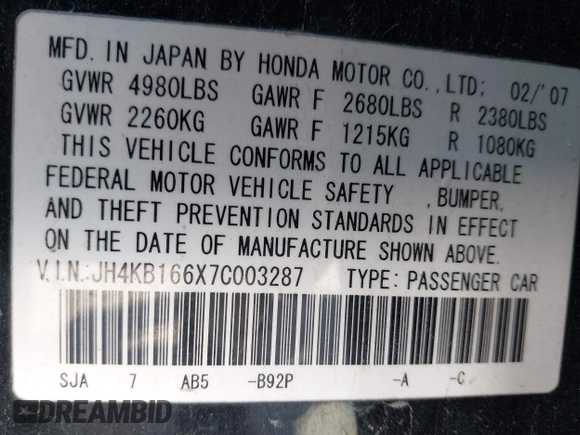 MFD. IN JAPAN BY HONDA MOTOR CO.,LTD; 02/'07
GVWR 4980LBS GAWR F 2680LBS R 2380LBS
GVWR 2260KG GAWR F 1215KG R 1080KG
THIS VEHICLE CONFORMS TO ALL APPLICABLE
FEDERAL MOTOR VEHICLE SAFETY ,BUMPER,
AND THEFT PREVENTION STANDARDS IN EFFECT
ON THE DATE OF MANUFACTURE SHOWN ABOVE.
V.I.N.:JH4KB166X7C003287 TYPE: PASSENGER CAR
SJA 7 AB5 -B92P -A -C
DREAMBID